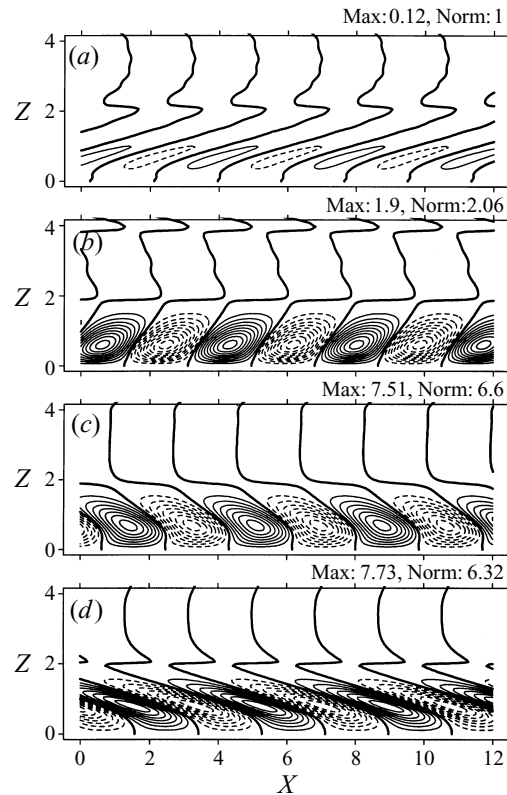 Max: 0.12, Norm: 1
(a)
4
Z 2
0
Max: 1.9, Norm: 2.06
(b)
4
Z 2
0
Max: 7.51, Norm: 6.6
(c)
4
Z 2
0
Max: 7.73, Norm: 6.32
(d)
4
Z 2
0
0 2 4 6 8 10 12
X